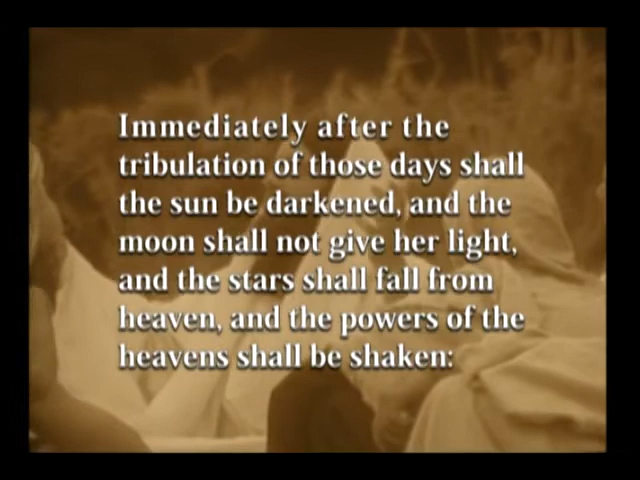 Immediately after the
tribulation of those days shall
the sun be darkened, and the
moon shall not give her light,
and the stars shall fall from
heaven, and the powers of the
heavens shall be shaken: